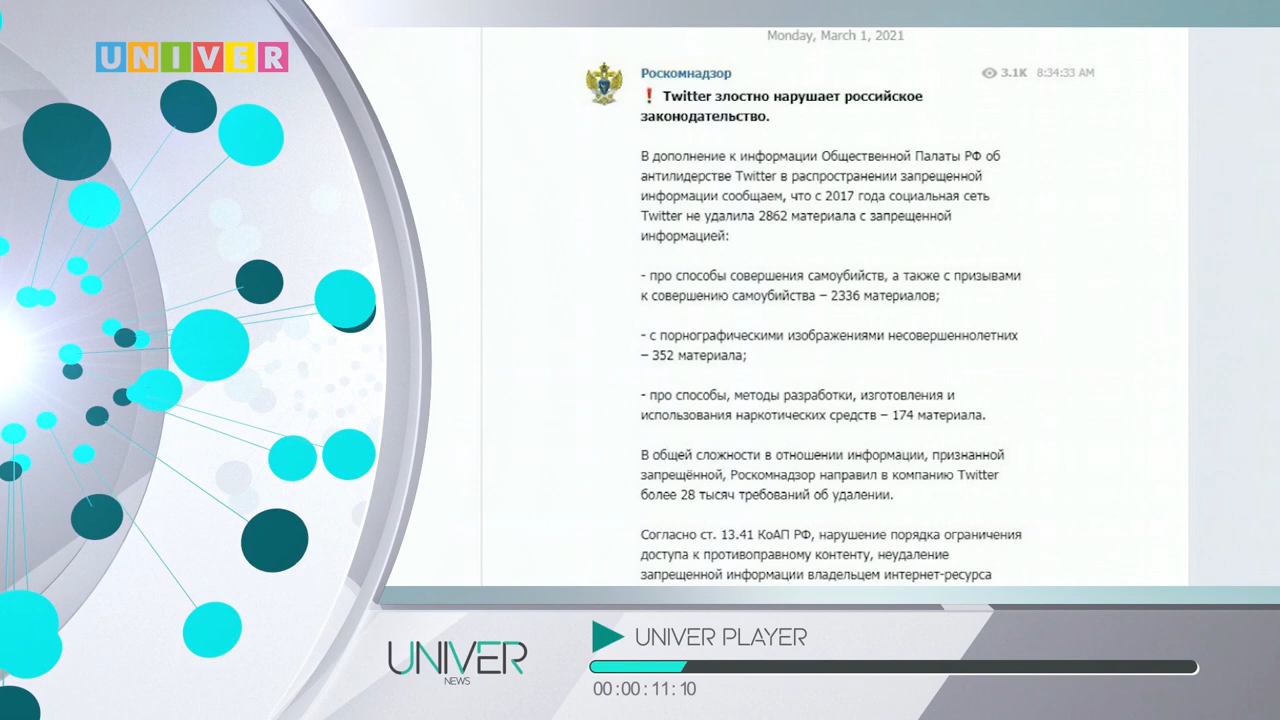 UNIVER
Monday, March 1, 2021
Роскомнадзор 3.1K 8:34:33 AM
❗ Twitter злостно нарушает российское
законодательство.
В дополнение к информации Общественной Палаты РФ об
антилидерстве Twitter в распространении запрещенной
информации сообщаем, что с 2017 года социальная сеть
Twitter не удалила 2862 материала с запрещенной
информацией:
- про способы совершения самоубийств, а также с призывами
к совершению самоубийства – 2336 материалов;
- с порнографическими изображениями несовершеннолетних
– 352 материала;
- про способы, методы разработки, изготовления и
использования наркотических средств – 174 материала.
В общей сложности в отношении информации, признанной
запрещённой, Роскомнадзор направил в компанию Twitter
более 28 тысяч требований об удалении.
Согласно ст. 13.41 КоАП РФ, нарушение порядка ограничения
доступа к противоправному контенту, неудаление
запрещенной информации владельцем интернет-ресурса
UNIVER
NEWS
UNIVER PLAYER
00:00:11:10